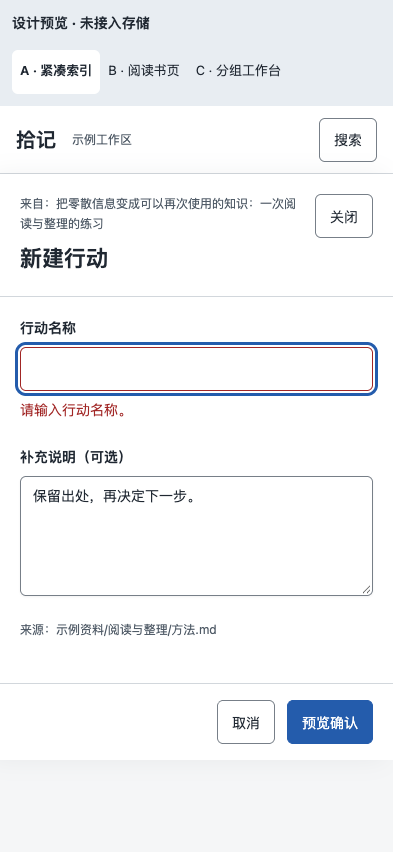 设计预览 · 未接入存储
A · 紧凑索引 B · 阅读书页 C · 分组工作台
拾记 示例工作区 搜索
来自：把零散信息变成可以再次使用的知识：一次阅
读与整理的练习
关闭
新建行动
行动名称
请输入行动名称。
补充说明（可选）
保留出处，再决定下一步。
来源：示例资料/阅读与整理/方法.md
取消 预览确认